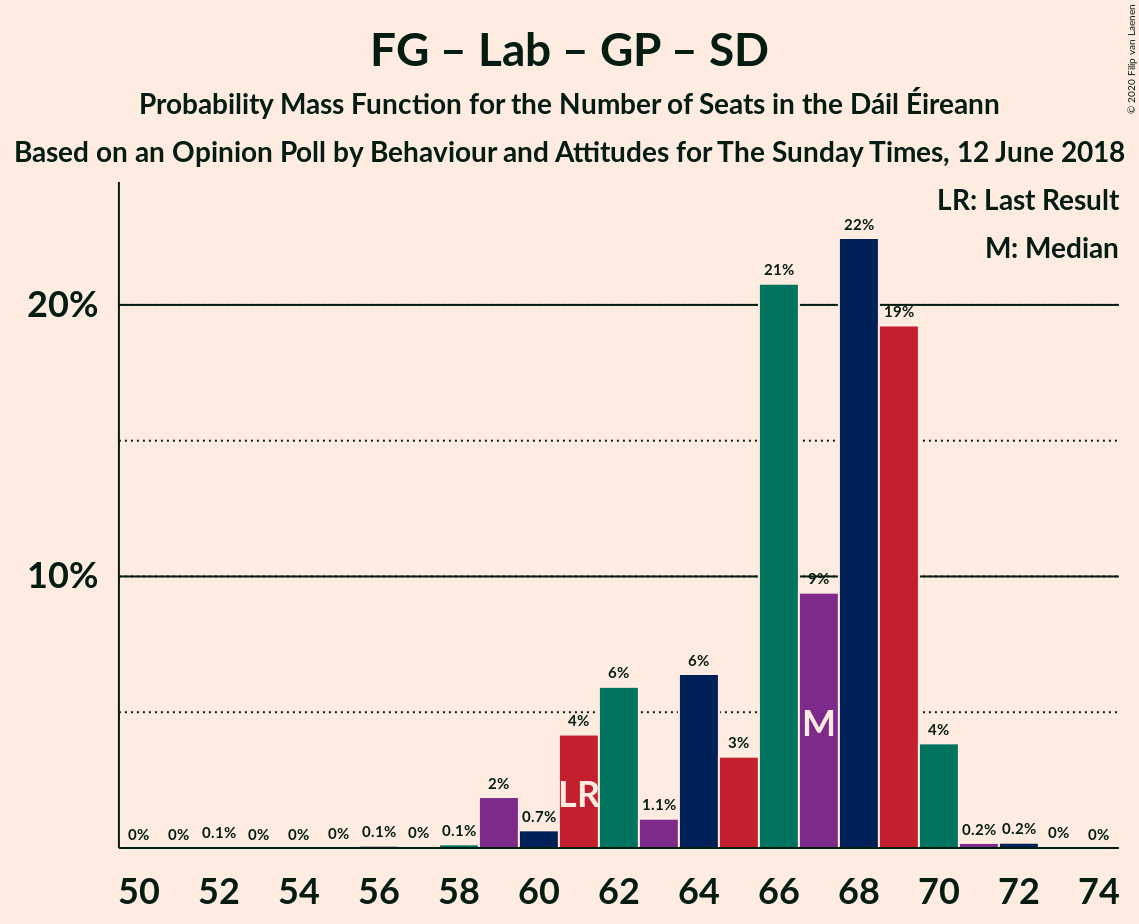 FG – Lab – GP – SD
Probability Mass Function for the Number of Seats in the Dáil Éireann
Based on an Opinion Poll by Behaviour and Attitudes for The Sunday Times, 12 June 2018
© 2020 Filip van Laenen
LR: Last Result
M: Median
20%
10%
0% 0% 0.1% 0% 0% 0% 0.1% 0% 0.1% 2% 0.7% 4% 6% 1.1% 6% 3% 21% 9% 22% 19% 4% 0.2% 0.2% 0% 0%
LR
M
50 52 54 56 58 60 62 64 66 68 70 72 74